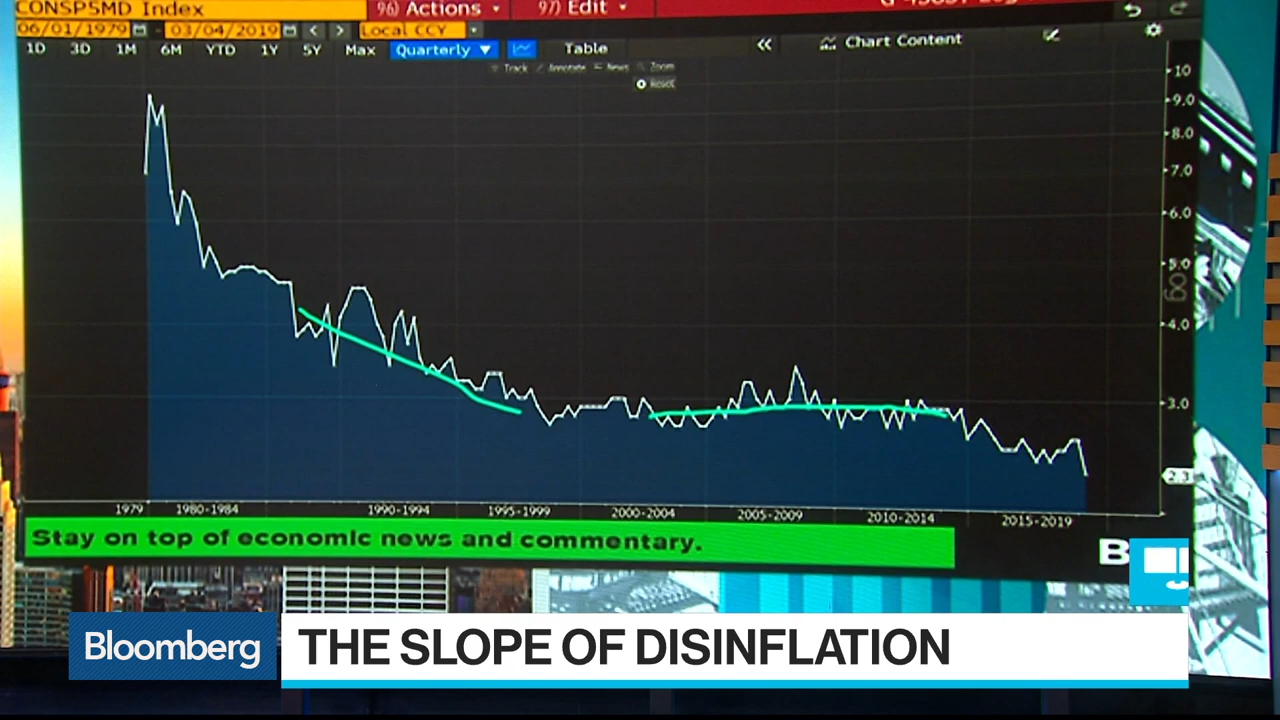 CONSP5MD Index
96) Actions
97) Edit
06/01/1979 - 03/04/2019 < > Local CCY
1D 3D 1M 6M YTD 1Y 5Y Max Quarterly ▼ Table « Chart Content
Track Annotate News Zoom
Reset
10
9.0
8.0
7.0
6.0
5.0
Log
4.0
3.0
2.3
1979 1980-1984 1990-1994 1995-1999 2000-2004 2005-2009 2010-2014 2015-2019
Stay on top of economic news and commentary.
B
Bloomberg
THE SLOPE OF DISINFLATION